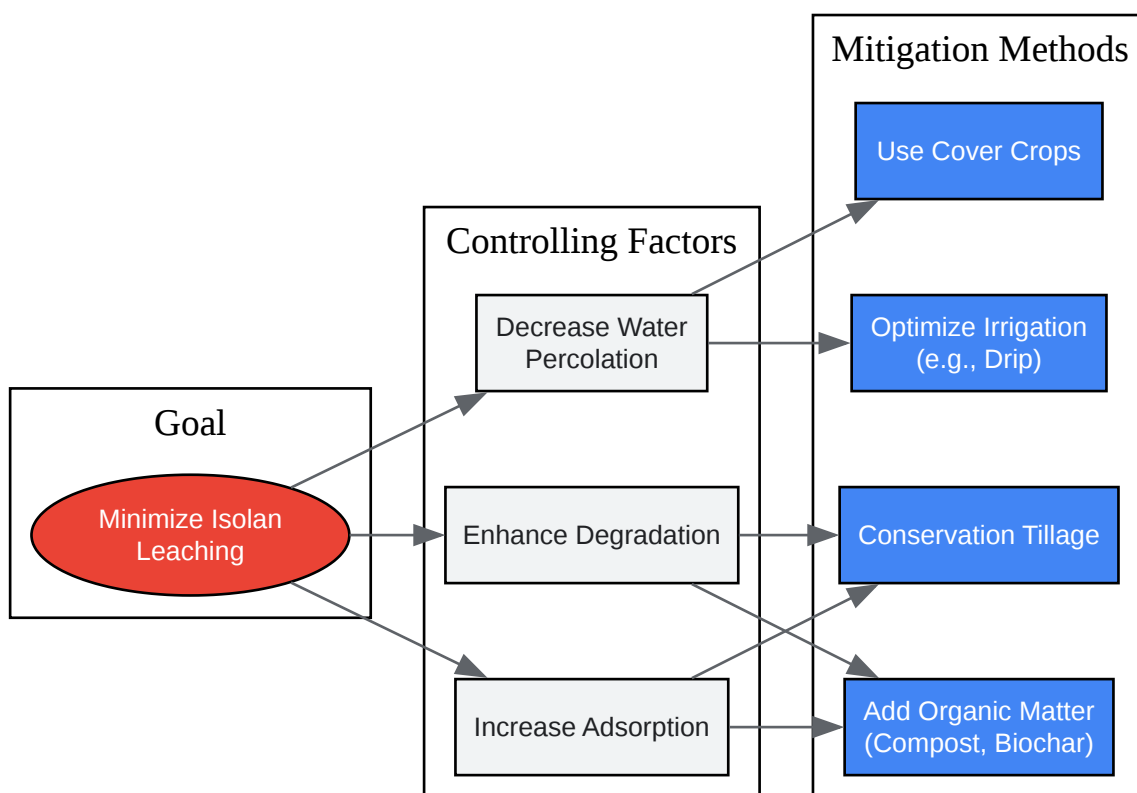 Goal
Minimize Isolan
Leaching
Controlling Factors
Decrease Water
Percolation
Enhance Degradation
Increase Adsorption
Mitigation Methods
Use Cover Crops
Optimize Irrigation
(e.g., Drip)
Conservation Tillage
Add Organic Matter
(Compost, Biochar)